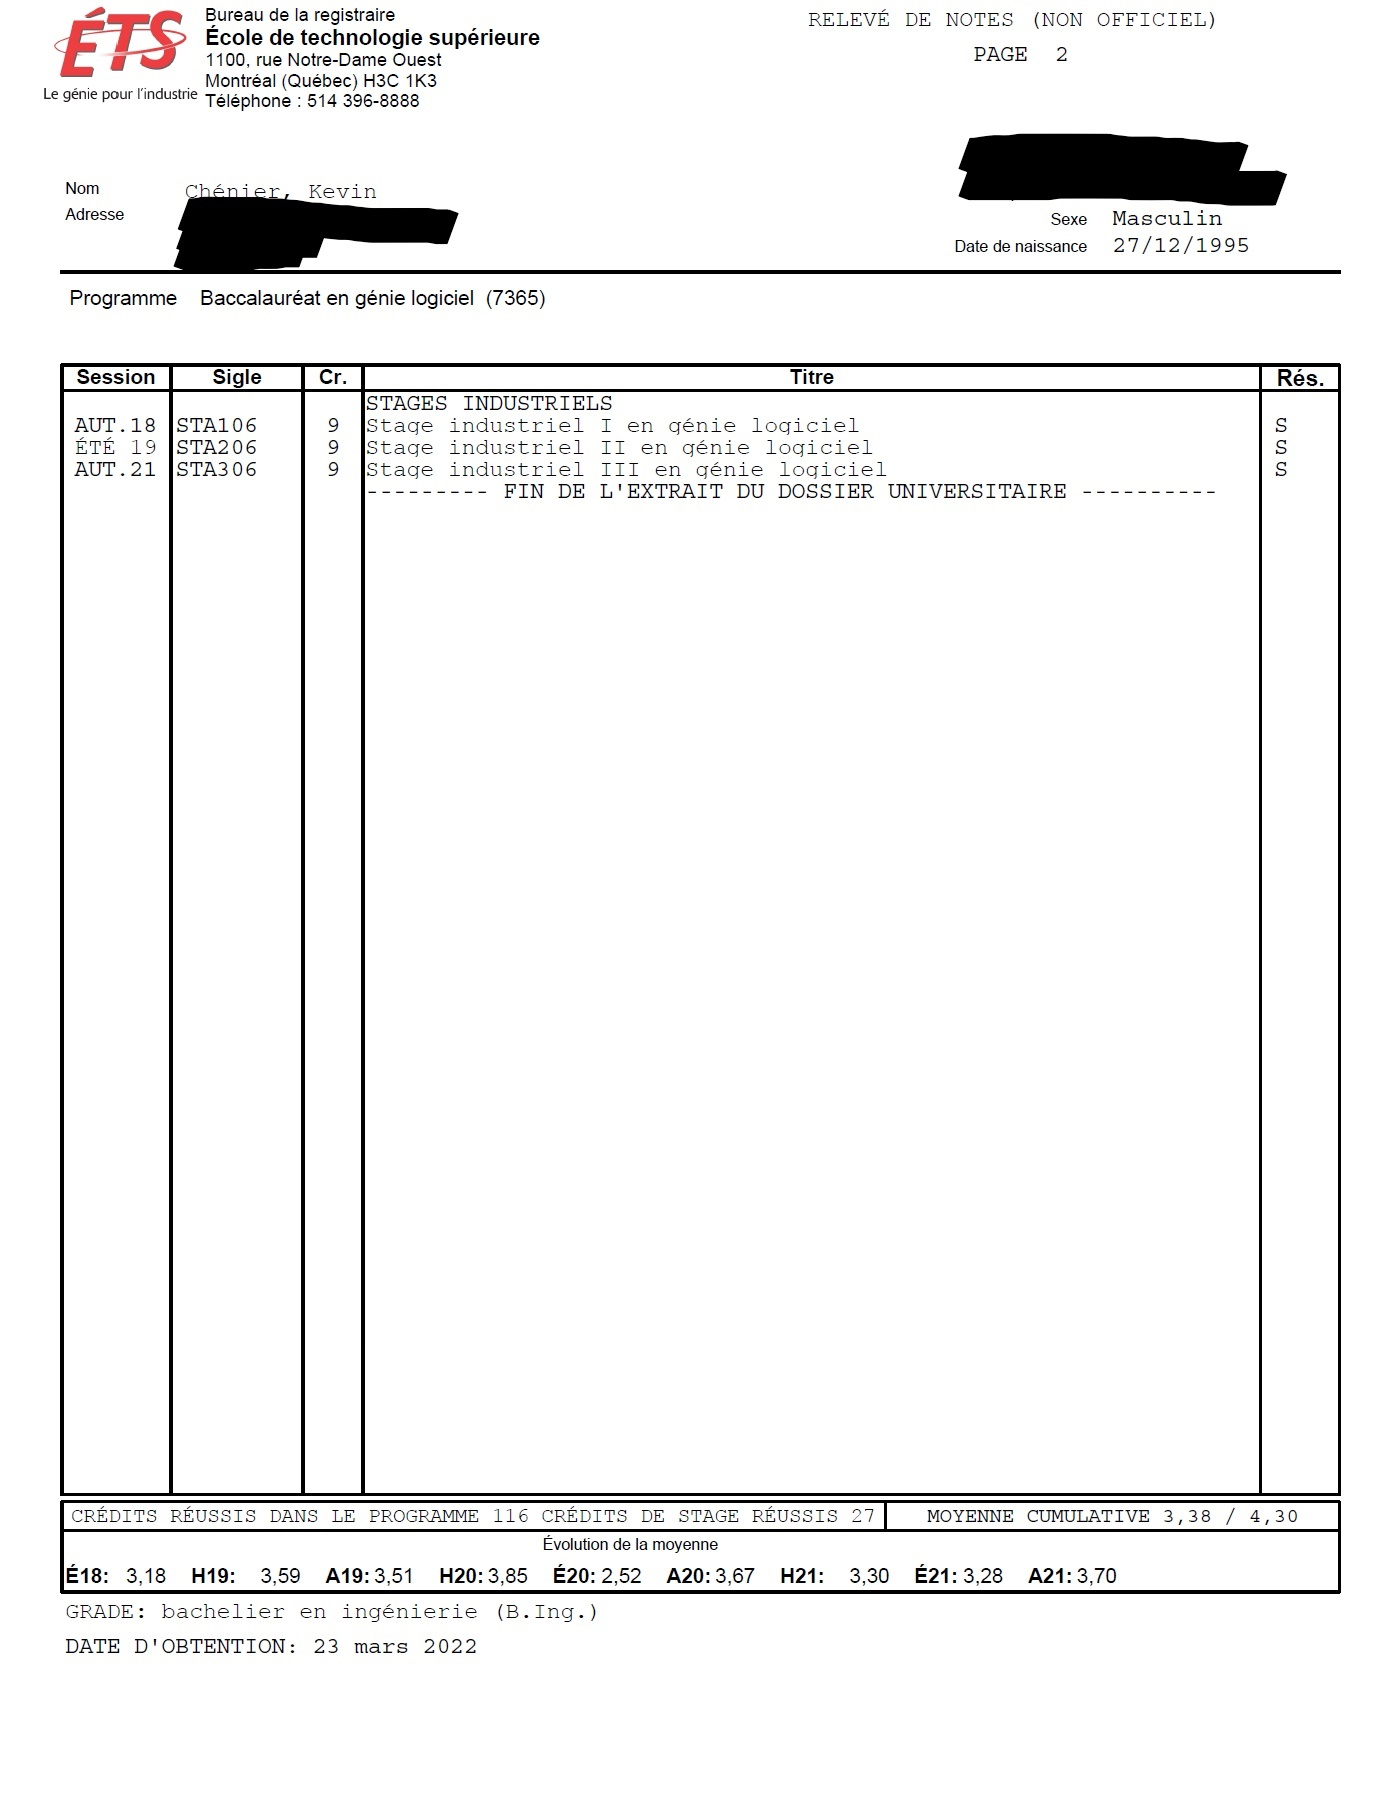 ÉTS
Le génie pour l'industrie
Bureau de la registraire
École de technologie supérieure
1100, rue Notre-Dame Ouest
Montréal (Québec) H3C 1K3
Téléphone : 514 396-8888
RELEVÉ DE NOTES (NON OFFICIEL)
PAGE 2
Nom Chénier, Kevin
Adresse
Sexe Masculin
Date de naissance 27/12/1995
Programme Baccalauréat en génie logiciel (7365)
Session Sigle Cr. Titre Rés.
STAGES INDUSTRIELS
AUT.18 STA106 9 Stage industriel I en génie logiciel S
ÉTÉ 19 STA206 9 Stage industriel II en génie logiciel S
AUT.21 STA306 9 Stage industriel III en génie logiciel S
--------- FIN DE L'EXTRAIT DU DOSSIER UNIVERSITAIRE ----------
CRÉDITS RÉUSSIS DANS LE PROGRAMME 116 CRÉDITS DE STAGE RÉUSSIS 27 MOYENNE CUMULATIVE 3,38 / 4,30
Évolution de la moyenne
É18: 3,18 H19: 3,59 A19: 3,51 H20: 3,85 É20: 2,52 A20: 3,67 H21: 3,30 É21: 3,28 A21: 3,70
GRADE: bachelier en ingénierie (B.Ing.)
DATE D'OBTENTION: 23 mars 2022